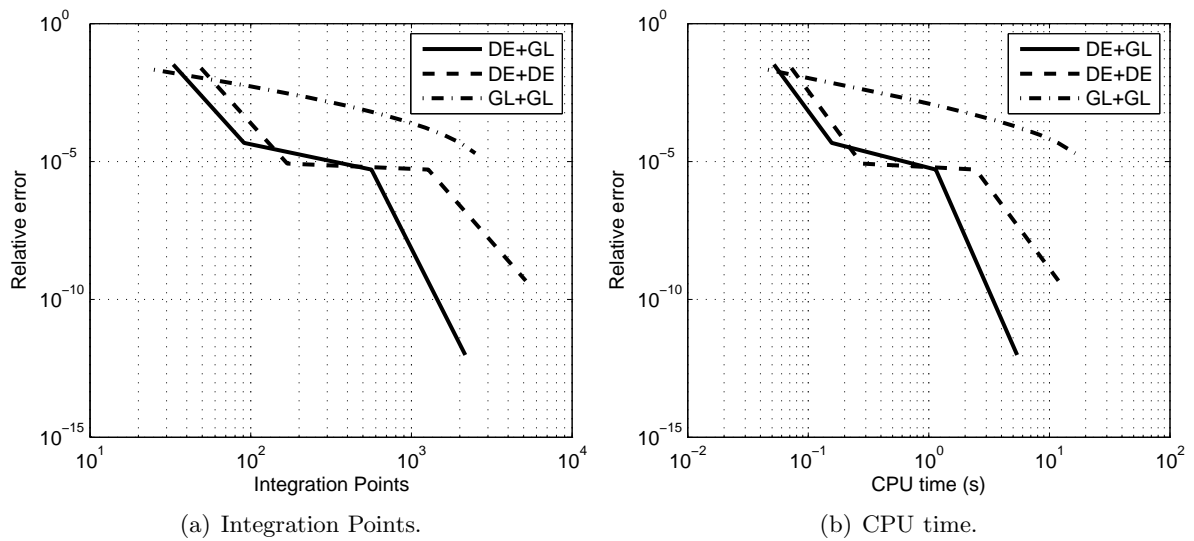 10^0
10^−5
10^−10
10^−15
Relative error
10^1
10^2
10^3
10^4
Integration Points
DE+GL
DE+DE
GL+GL
(a) Integration Points.
10^0
10^−5
10^−10
10^−15
Relative error
10^−2
10^−1
10^0
10^1
10^2
CPU time (s)
DE+GL
DE+DE
GL+GL
(b) CPU time.